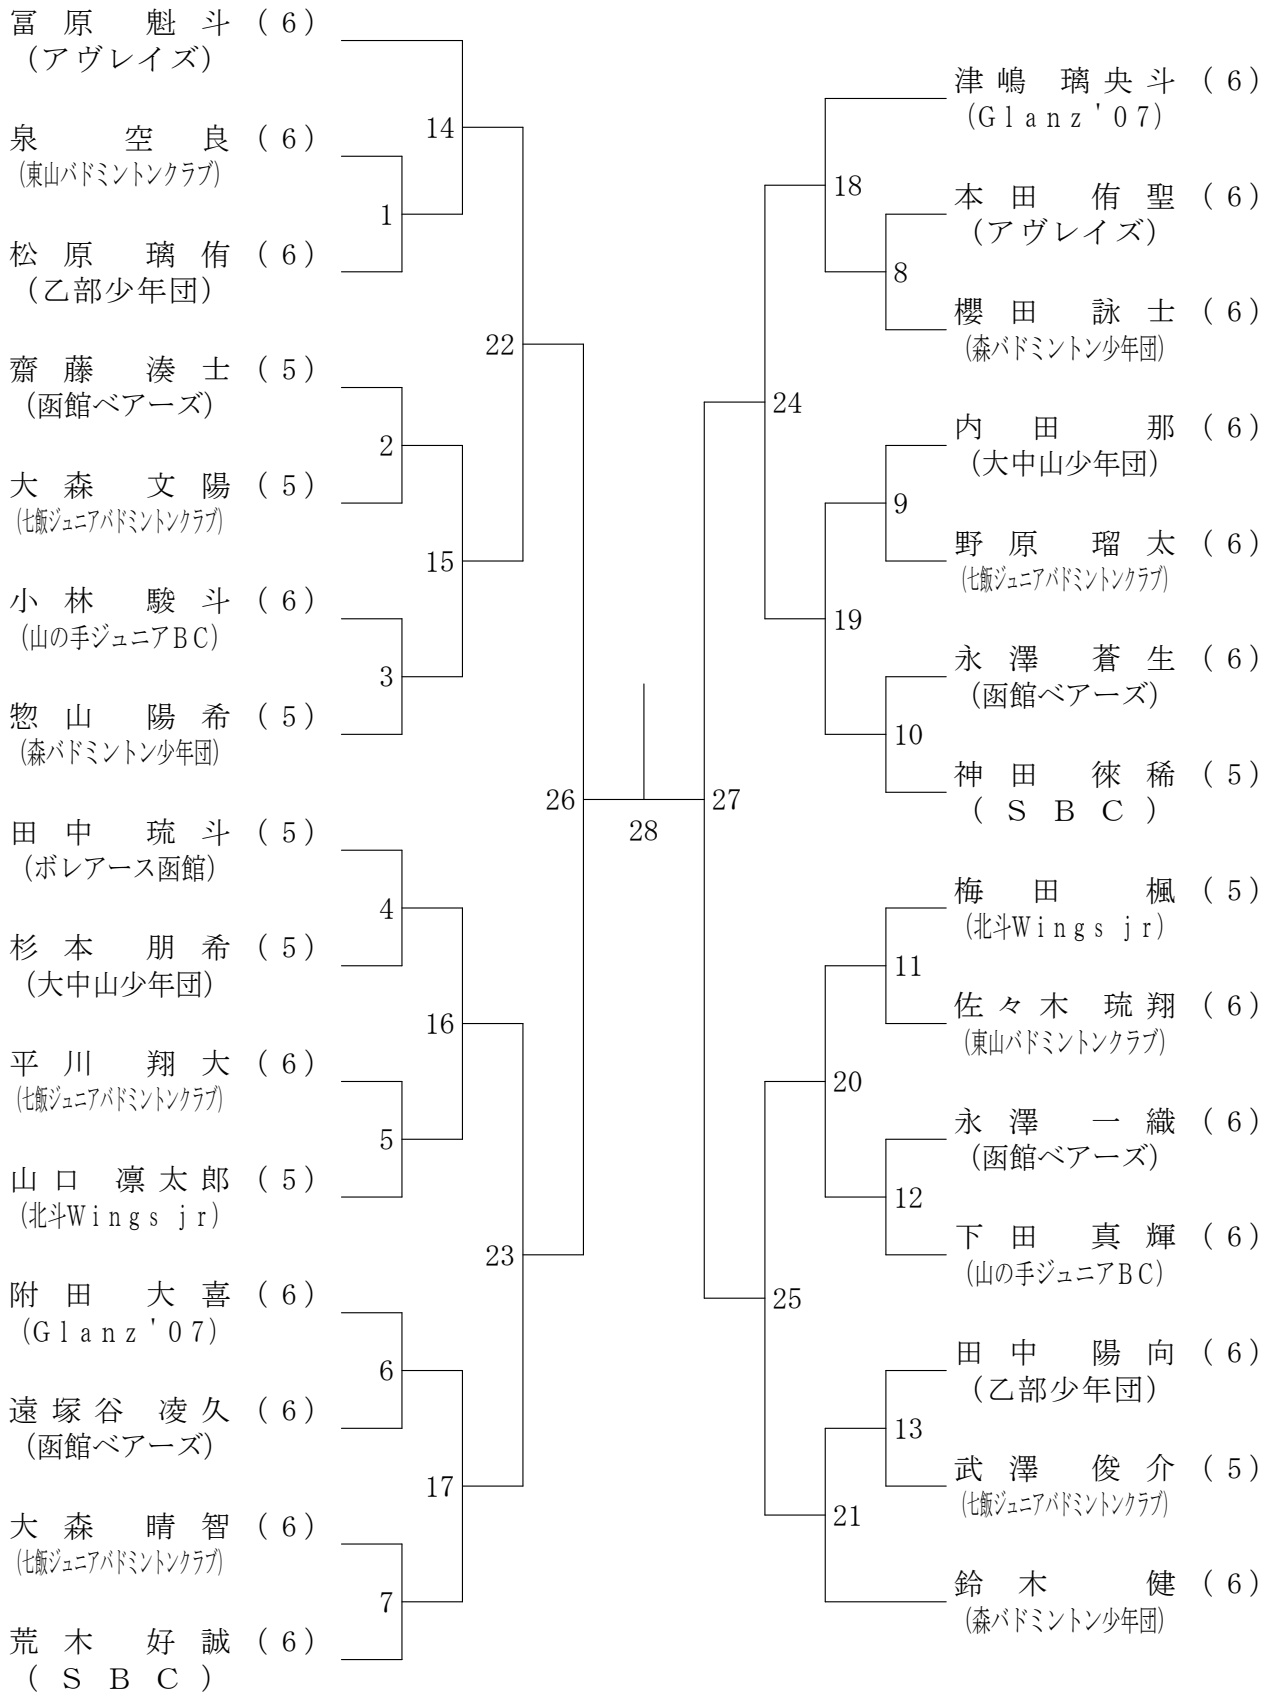 冨原 魁斗 (6)
(アヴレイズ)
泉 空良 (6)
(東山バドミントンクラブ)
松原 璃侑 (6)
(乙部少年団)
齋藤 湊士 (5)
(函館ベアーズ)
大森 文陽 (5)
(七飯ジュニアバドミントンクラブ)
小林 駿斗 (6)
(山の手ジュニアBC)
惣山 陽希 (5)
(森バドミントン少年団)
田中 琉斗 (5)
(ボレアース函館)
杉本 朋希 (5)
(大中山少年団)
平川 翔大 (6)
(七飯ジュニアバドミントンクラブ)
山口 凛太郎 (5)
(北斗Wings jr)
附田 大喜 (6)
(Glanz'07)
遠塚谷 凌久 (6)
(函館ベアーズ)
大森 晴智 (6)
(七飯ジュニアバドミントンクラブ)
荒木 好誠 (6)
(SBC)
1
2
3
4
5
6
7
14
15
16
17
22
23
26
28
27
24
25
18
19
20
21
8
9
10
11
12
13
津嶋 璃央斗 (6)
(Glanz'07)
本田 侑聖 (6)
(アヴレイズ)
櫻田 詠士 (6)
(森バドミントン少年団)
内田 那 (6)
(大中山少年団)
野原 瑠太 (6)
(七飯ジュニアバドミントンクラブ)
永澤 蒼生 (6)
(函館ベアーズ)
神田 徠稀 (5)
(SBC)
梅田 楓 (5)
(北斗Wings jr)
佐々木 琉翔 (6)
(東山バドミントンクラブ)
永澤 一織 (6)
(函館ベアーズ)
下田 真輝 (6)
(山の手ジュニアBC)
田中 陽向 (6)
(乙部少年団)
武澤 俊介 (5)
(七飯ジュニアバドミントンクラブ)
鈴木 健 (6)
(森バドミントン少年団)